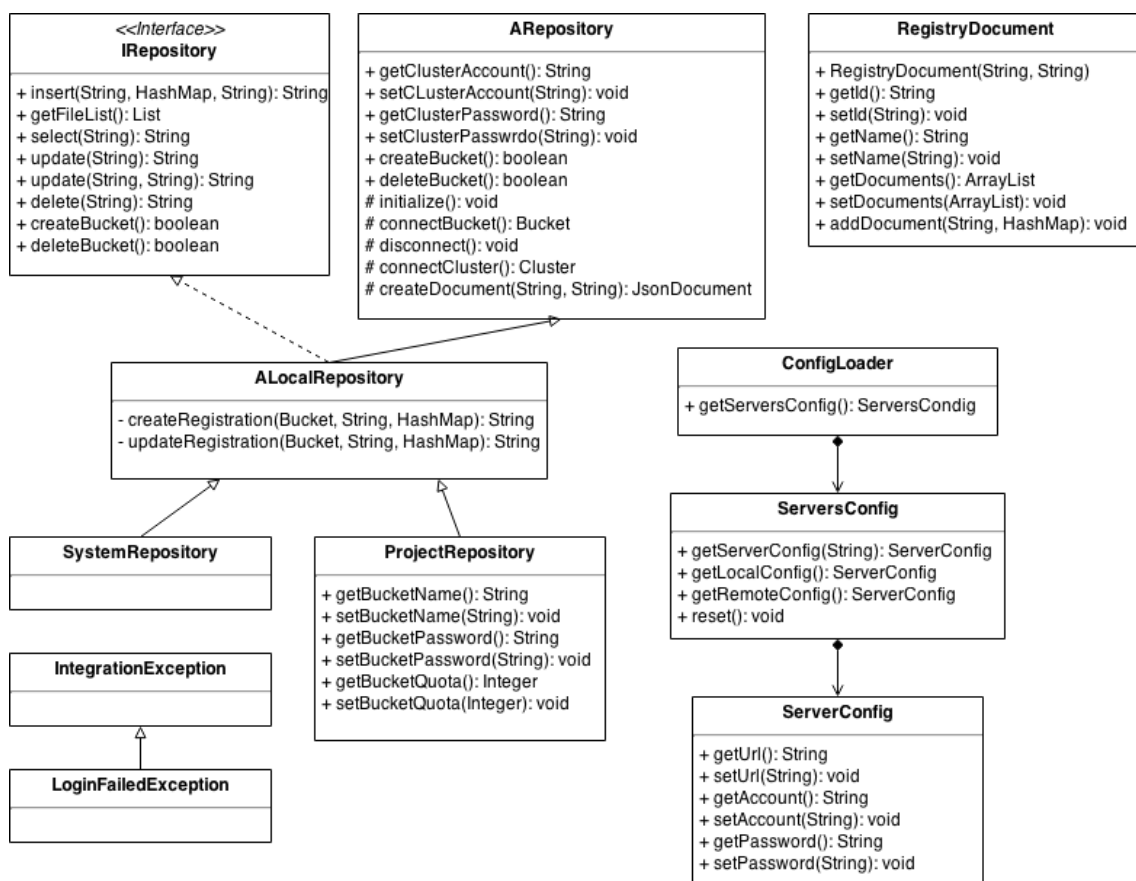 <<Interface>>
IRepository
+ insert(String, HashMap, String): String
+ getFileList(): List
+ select(String): String
+ update(String): String
+ update(String, String): String
+ delete(String): String
+ createBucket(): boolean
+ deleteBucket(): boolean
ARepository
+ getClusterAccount(): String
+ setCLusterAccount(String): void
+ getClusterPassword(): String
+ setClusterPasswrdo(String): void
+ createBucket(): boolean
+ deleteBucket(): boolean
# initialize(): void
# connectBucket(): Bucket
# disconnect(): void
# connectCluster(): Cluster
# createDocument(String, String): JsonDocument
RegistryDocument
+ RegistryDocument(String, String)
+ getId(): String
+ setId(String): void
+ getName(): String
+ setName(String): void
+ getDocuments(): ArrayList
+ setDocuments(ArrayList): void
+ addDocument(String, HashMap): void
ALocalRepository
- createRegistration(Bucket, String, HashMap): String
- updateRegistration(Bucket, String, HashMap): String
ConfigLoader
+ getServersConfig(): ServersCondig
SystemRepository
ProjectRepository
+ getBucketName(): String
+ setBucketName(String): void
+ getBucketPassword(): String
+ setBucketPassword(String): void
+ getBucketQuota(): Integer
+ setBucketQuota(Integer): void
ServersConfig
+ getServerConfig(String): ServerConfig
+ getLocalConfig(): ServerConfig
+ getRemoteConfig(): ServerConfig
+ reset(): void
IntegrationException
LoginFailedException
ServerConfig
+ getUrl(): String
+ setUrl(String): void
+ getAccount(): String
+ setAccount(String): void
+ getPassword(): String
+ setPassword(String): void